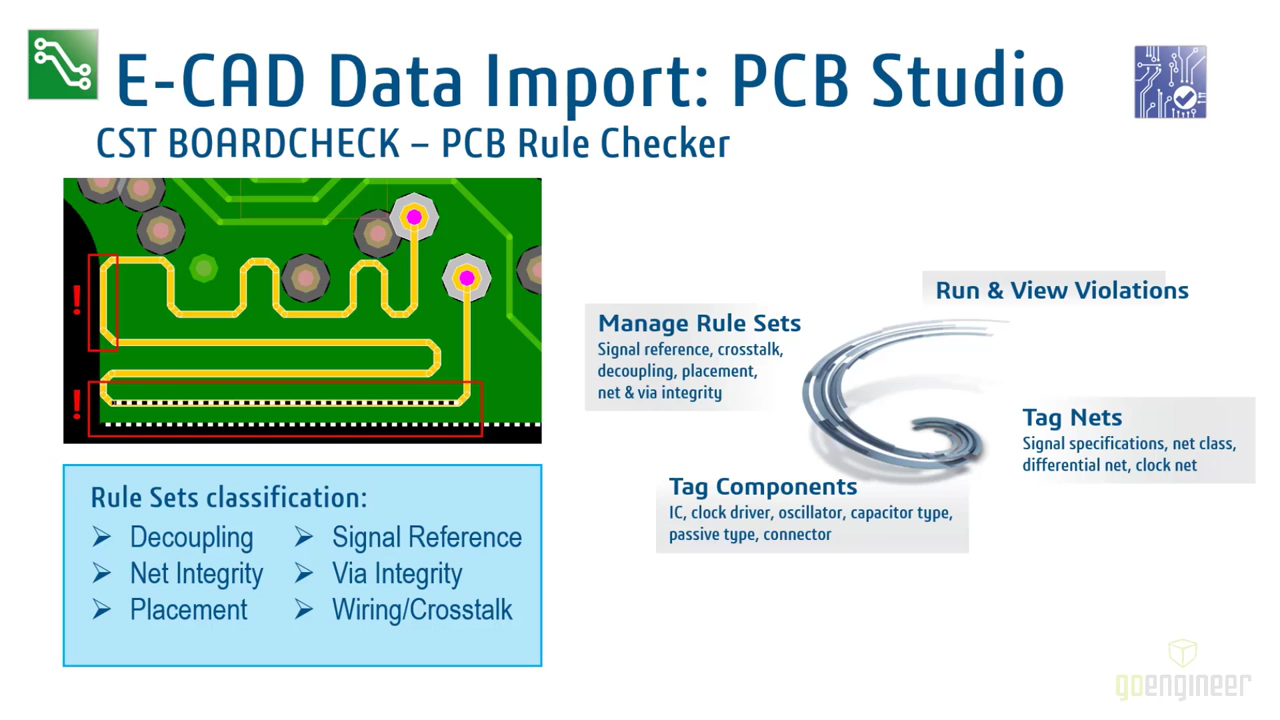 E-CAD Data Import: PCB Studio
CST BOARDCHECK – PCB Rule Checker
!
!
Rule Sets classification:
Decoupling
Net Integrity
Placement
Signal Reference
Via Integrity
Wiring/Crosstalk
Run & View Violations
Manage Rule Sets
Signal reference, crosstalk,
decoupling, placement,
net & via integrity
Tag Nets
Signal specifications, net class,
differential net, clock net
Tag Components
IC, clock driver, oscillator, capacitor type,
passive type, connector
goengineer